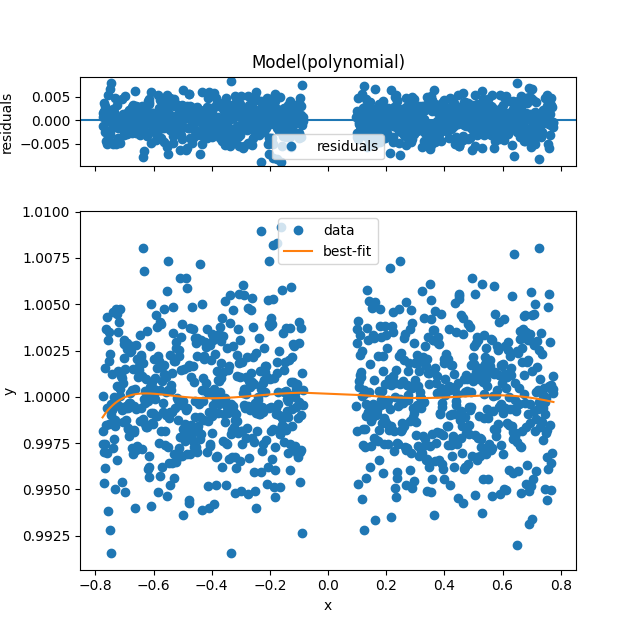 Model(polynomial)
residuals
0.005
0.000
−0.005
residuals
1.0100
1.0075
1.0050
1.0025
1.0000
0.9975
0.9950
0.9925
y
data
best-fit
−0.8 −0.6 −0.4 −0.2 0.0 0.2 0.4 0.6 0.8
x